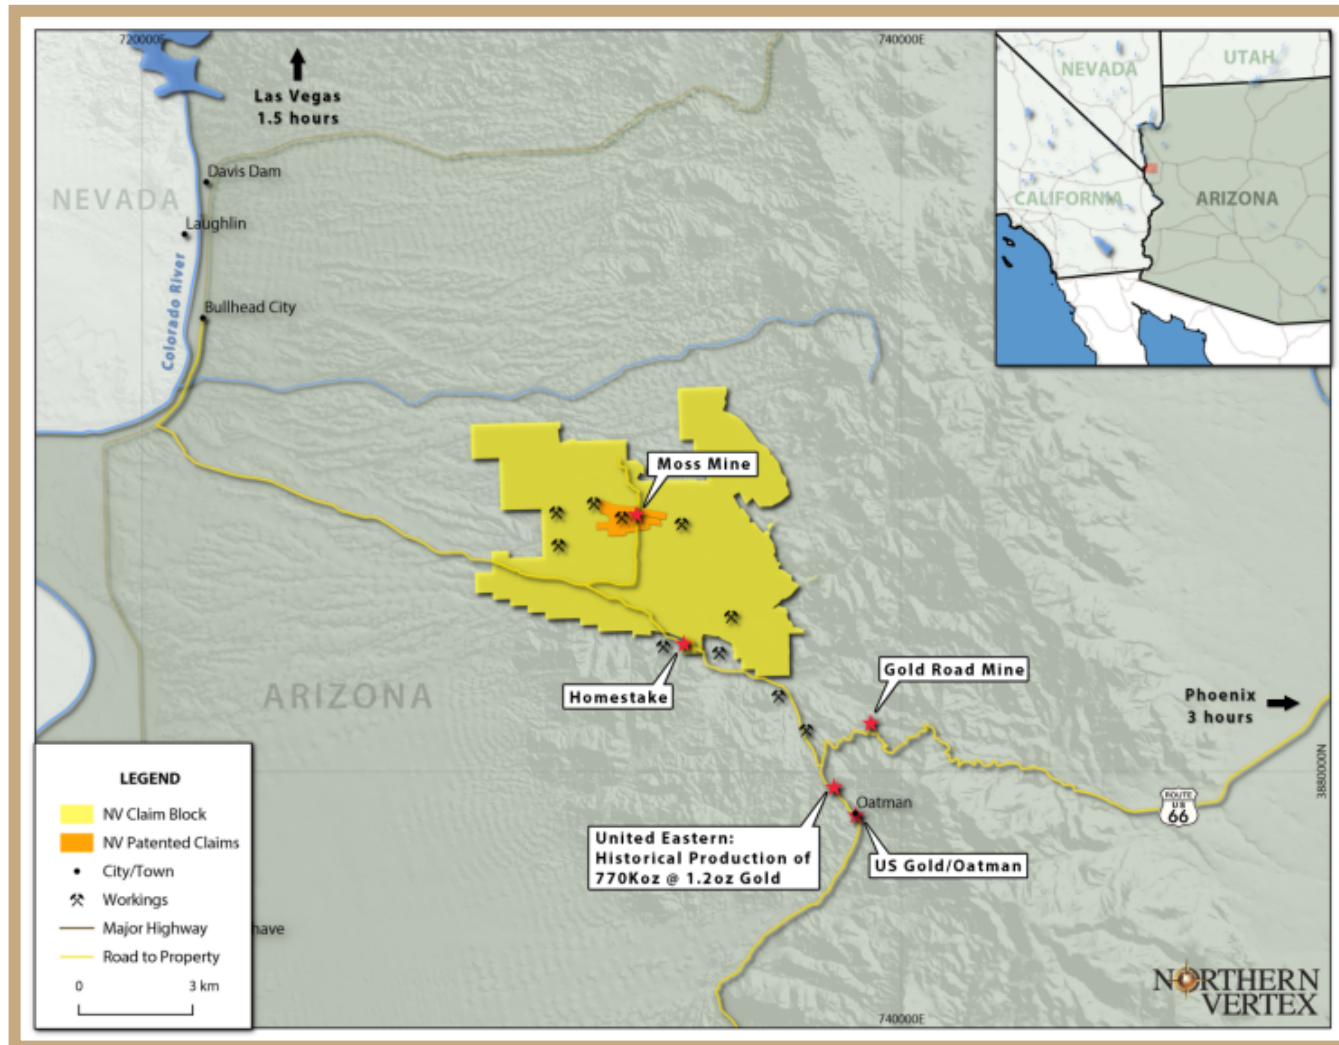 720000E
740000E
Las Vegas
1.5 hours
NEVADA
UTAH
CALIFORNIA
ARIZONA
Davis Dam
NEVADA
Laughlin
Colorado River
Bullhead City
Moss Mine
Homestake
Gold Road Mine
ARIZONA
Phoenix
3 hours
3880000N
ROUTE
US
66
Oatman
United Eastern:
Historical Production of
770Koz @ 1.2oz Gold
US Gold/Oatman
LEGEND
NV Claim Block
NV Patented Claims
City/Town
Workings
Major Highway
Road to Property
0 3 km
have
740000E
NORTHERN
VERTEX